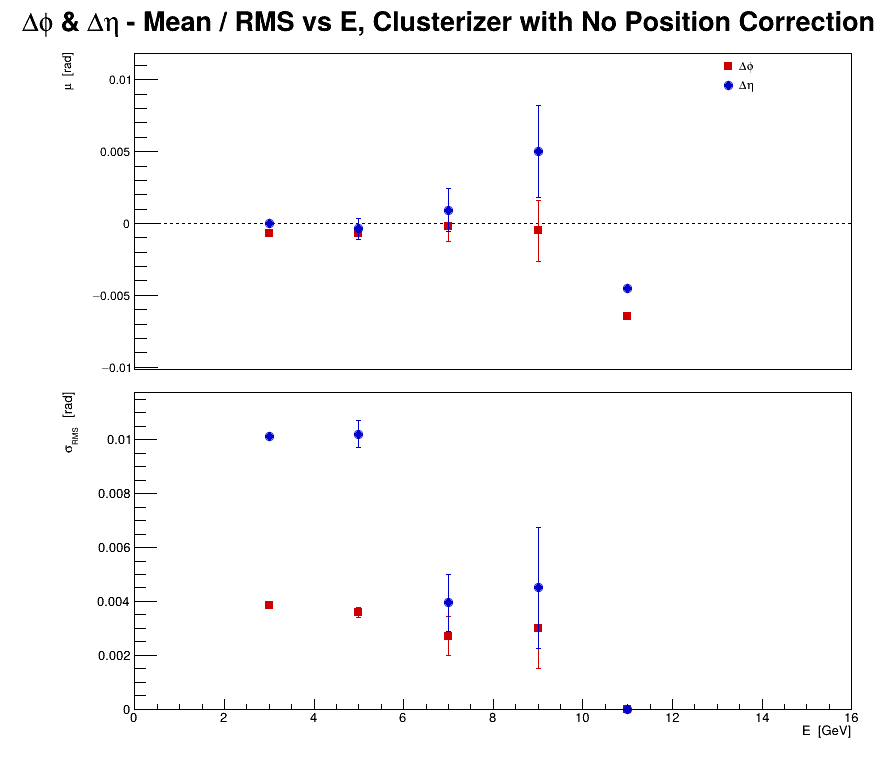 Δϕ & Δη - Mean / RMS vs E, Clusterizer with No Position Correction
μ [rad]
Δϕ
Δη
0.01
0.005
0
−0.005
−0.01
σRMS [rad]
0.01
0.008
0.006
0.004
0.002
0
0 2 4 6 8 10 12 14 16
E [GeV]